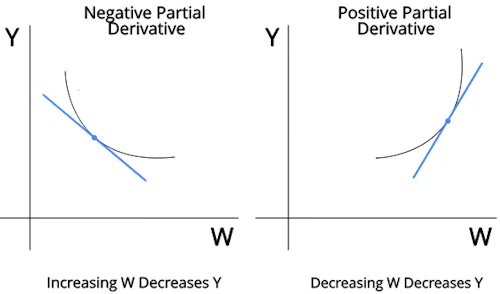 Negative Partial
Derivative
Y
W
Increasing W Decreases Y
Positive Partial
Derivative
Y
W
Decreasing W Decreases Y